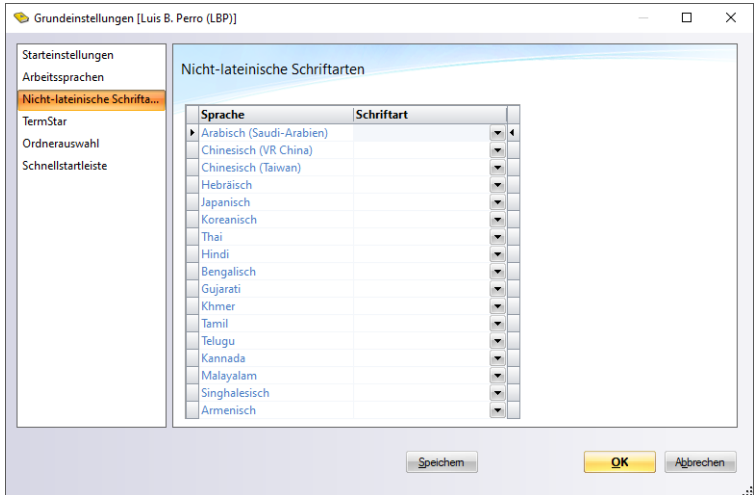 Grundeinstellungen [Luis B. Perro (LBP)]
Starteinstellungen
Arbeitssprachen
Nicht-lateinische Schrifta...
TermStar
Ordnerauswahl
Schnellstartleiste
Nicht-lateinische Schriftarten
Sprache Schriftart
Arabisch (Saudi-Arabien)
Chinesisch (VR China)
Chinesisch (Taiwan)
Hebräisch
Japanisch
Koreanisch
Thai
Hindi
Bengalisch
Gujarati
Khmer
Tamil
Telugu
Kannada
Malayalam
Singhalesisch
Armenisch
Speichern OK Abbrechen